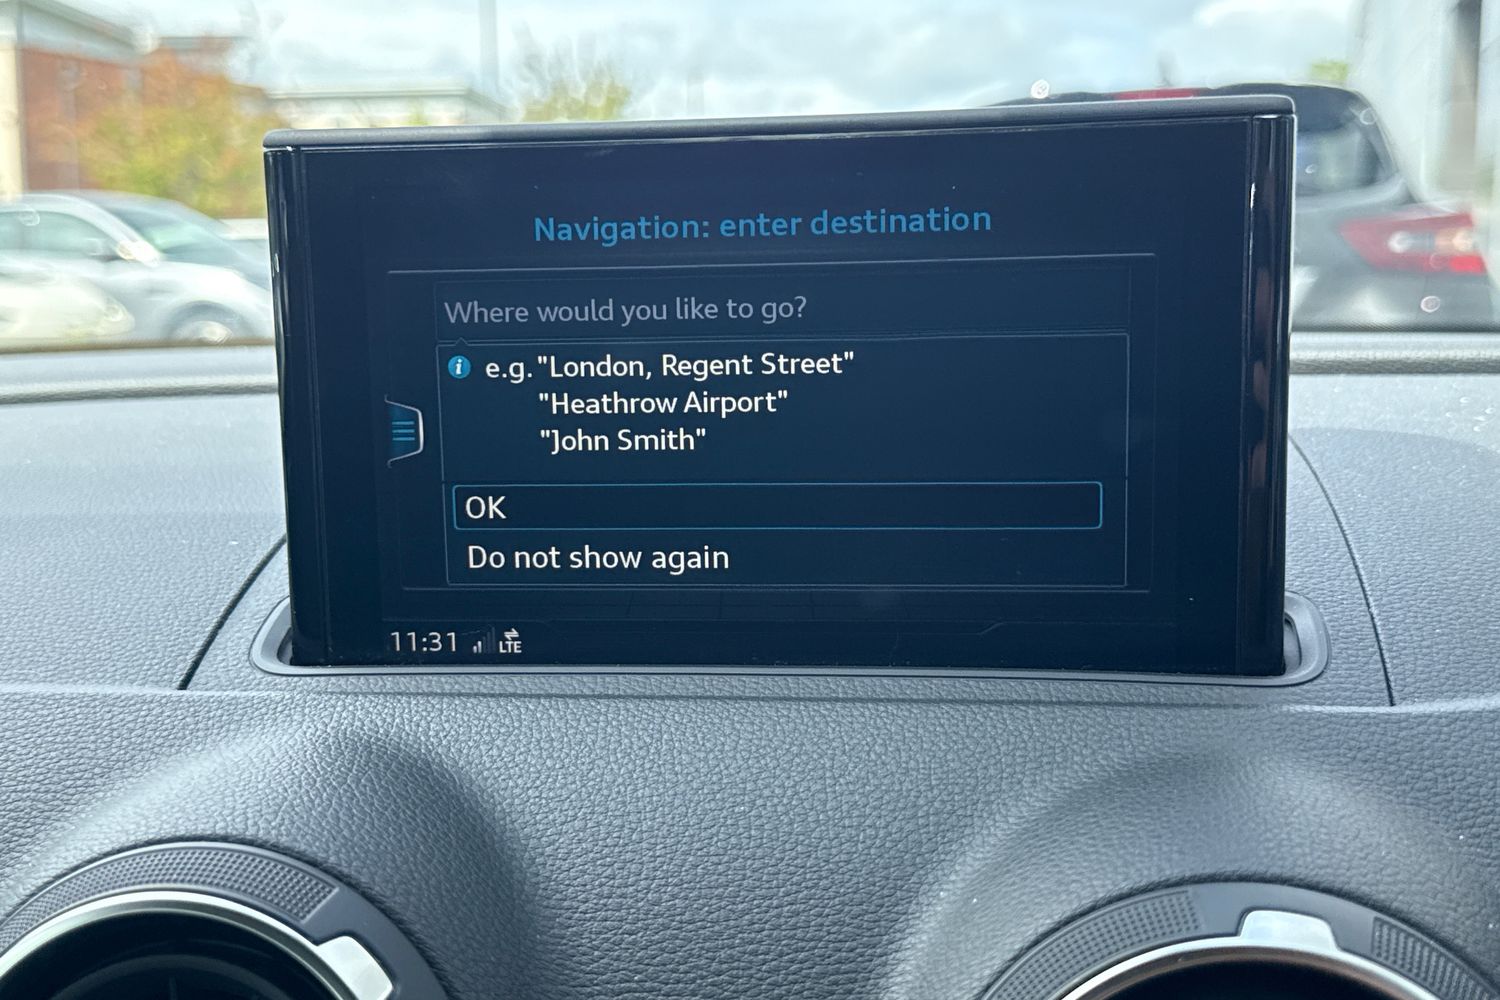 Navigation: enter destination
Where would you like to go?
i e.g. "London, Regent Street"
"Heathrow Airport"
"John Smith"
OK
Do not show again
11:31 LTE